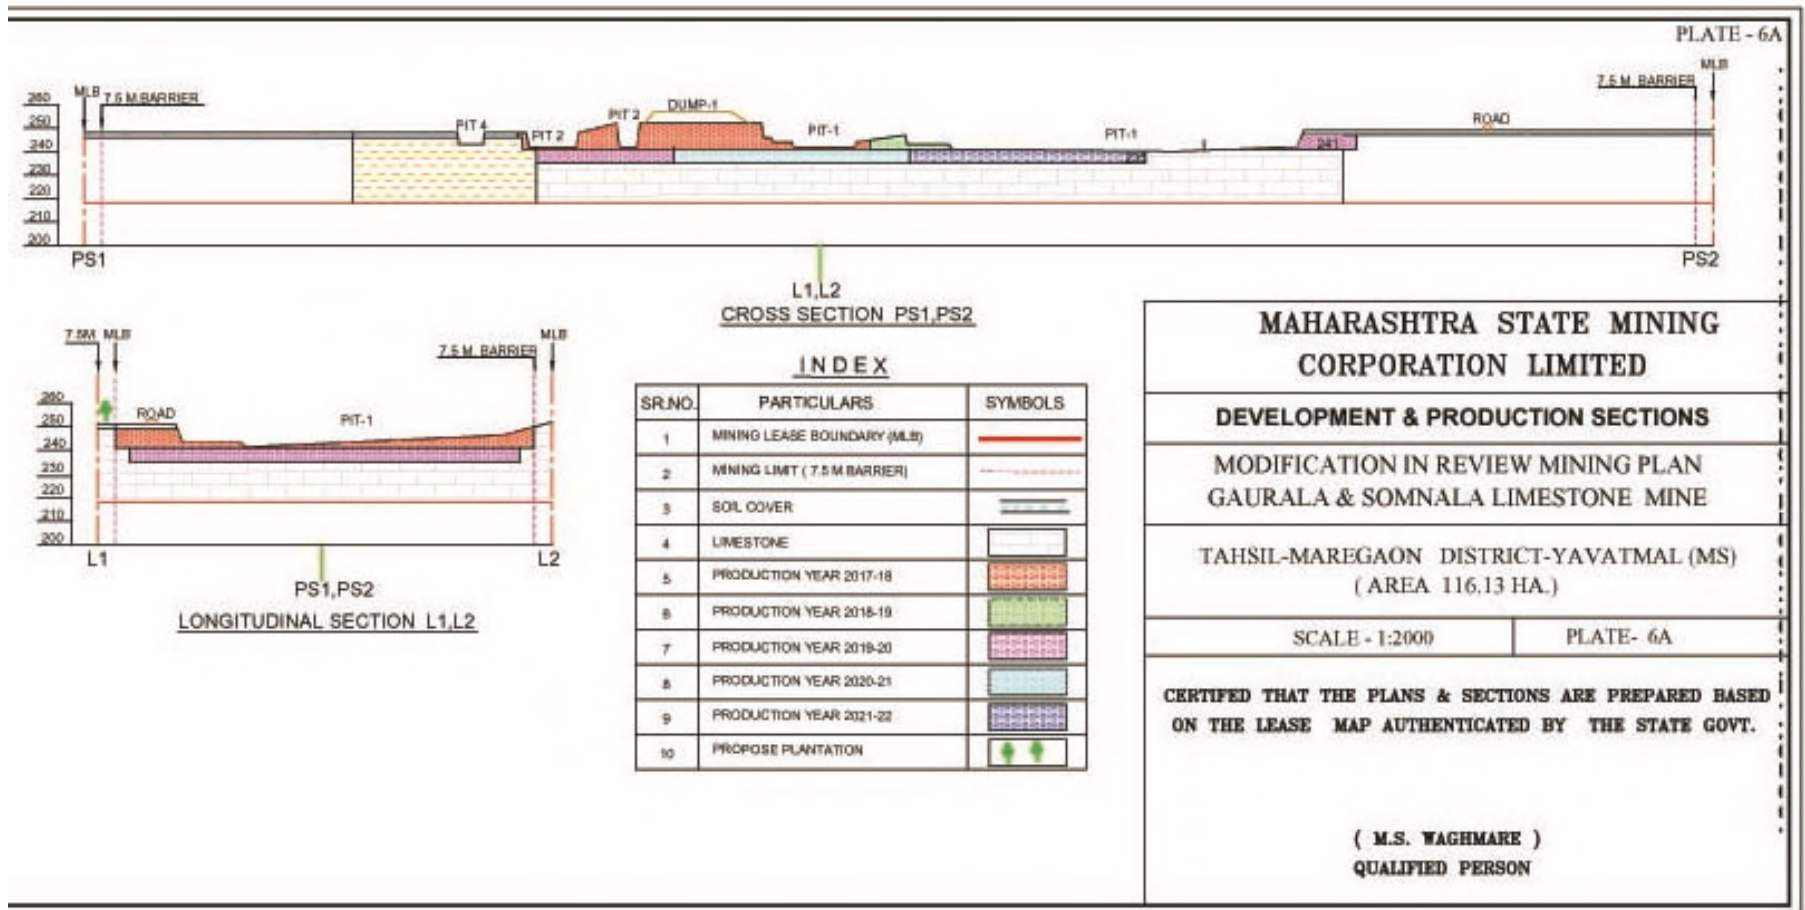 PLATE - 6A
MLB
7.5 M.BARRIER
7.5 M. BARRIER
MLB
260
250
240
230
220
210
200
PIT 4
PIT 2
PIT 2
DUMP-1
PIT-1
PIT-1
ROAD
241
PS1
PS2
L1,L2
CROSS SECTION PS1,PS2
7.5M
MLB
7.5 M. BARRIER
MLB
260
250
240
230
220
210
200
ROAD
PIT-1
L1
L2
PS1,PS2
LONGITUDINAL SECTION L1,L2
INDEX
SR.NO. PARTICULARS SYMBOLS
1 MINING LEASE BOUNDARY (MLB)
2 MINING LIMIT ( 7.5 M BARRIER)
3 SOIL COVER
4 LIMESTONE
5 PRODUCTION YEAR 2017-18
6 PRODUCTION YEAR 2018-19
7 PRODUCTION YEAR 2019-20
8 PRODUCTION YEAR 2020-21
9 PRODUCTION YEAR 2021-22
10 PROPOSE PLANTATION
MAHARASHTRA STATE MINING
CORPORATION LIMITED
DEVELOPMENT & PRODUCTION SECTIONS
MODIFICATION IN REVIEW MINING PLAN
GAURALA & SOMNALA LIMESTONE MINE
TAHSIL-MAREGAON DISTRICT-YAVATMAL (MS)
( AREA 116.13 HA.)
SCALE - 1:2000 PLATE- 6A
CERTIFED THAT THE PLANS & SECTIONS ARE PREPARED BASED
ON THE LEASE MAP AUTHENTICATED BY THE STATE GOVT.
( M.S. WAGHMARE )
QUALIFIED PERSON